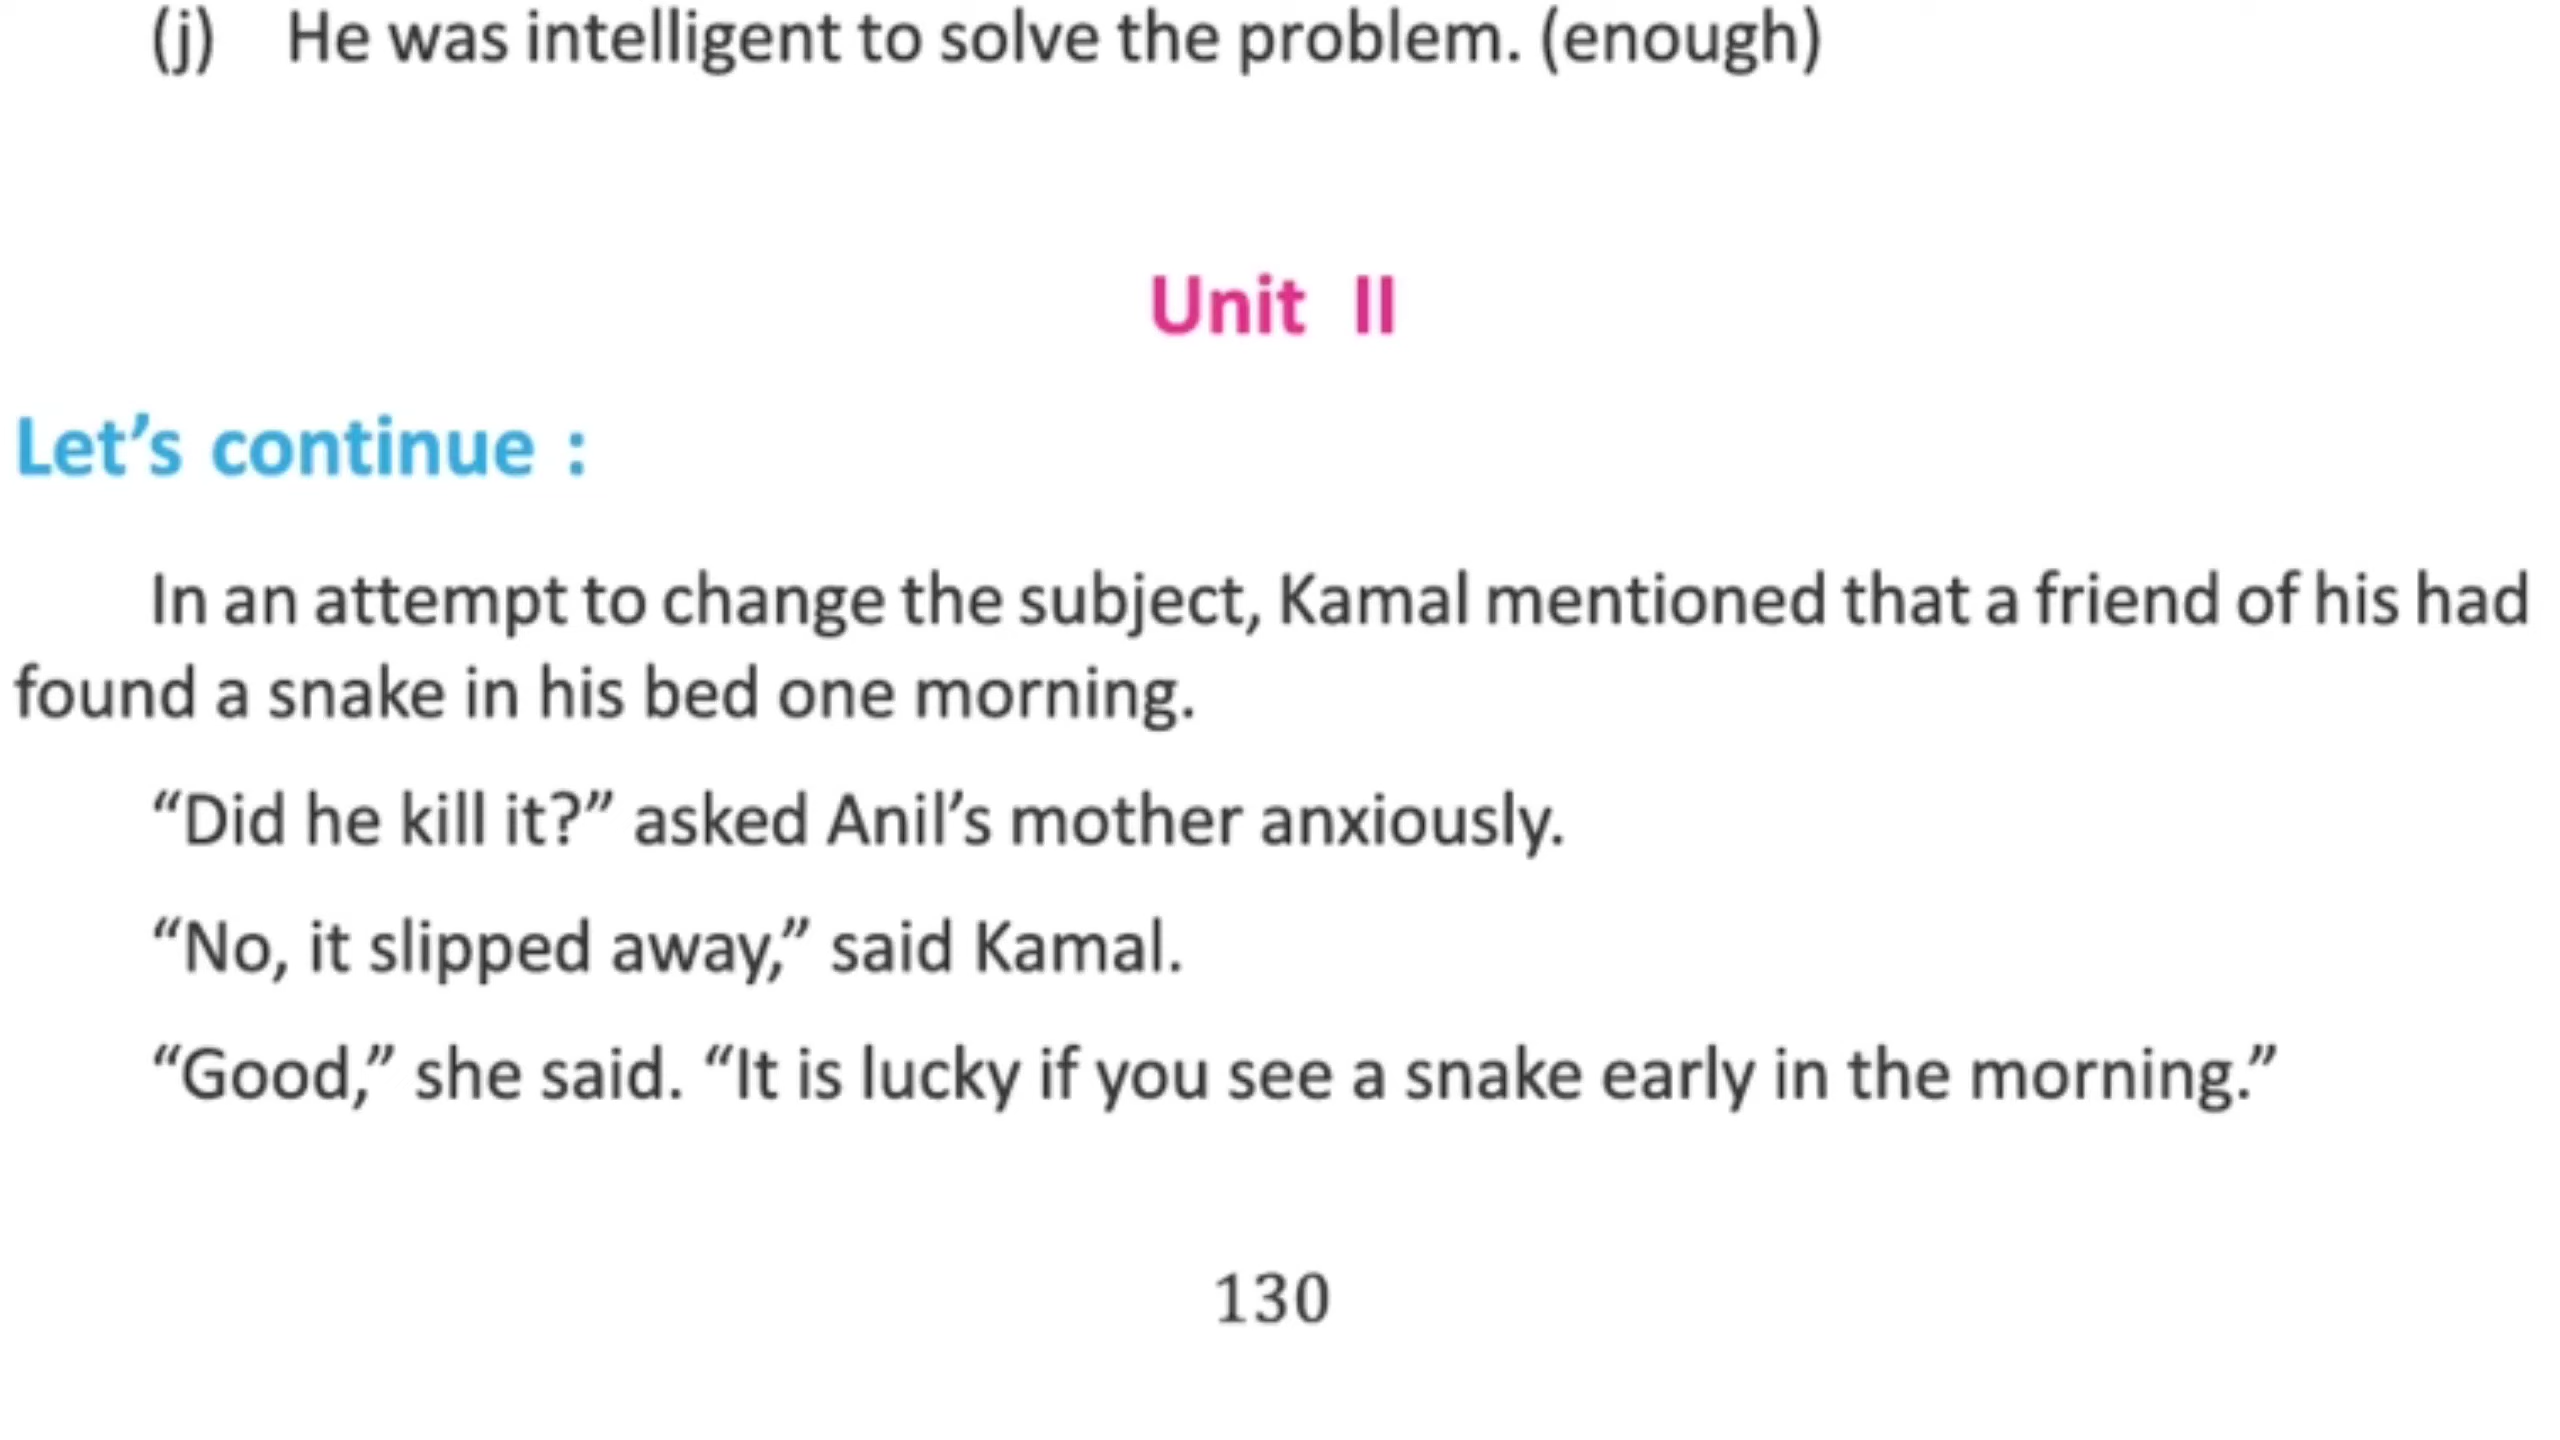 (j) He was intelligent to solve the problem. (enough)
Unit II
Let’s continue :
In an attempt to change the subject, Kamal mentioned that a friend of his had
found a snake in his bed one morning.
“Did he kill it?” asked Anil’s mother anxiously.
“No, it slipped away,” said Kamal.
“Good,” she said. “It is lucky if you see a snake early in the morning.”
130